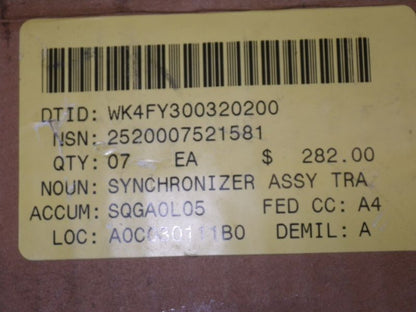 DTID: WK4FY300320200
NSN: 2520007521581
QTY: 07 EA $ 282.00
NOUN: SYNCHRONIZER ASSY TRA
ACCUM: SQGA0L05 FED CC: A4
LOC: DEMIL: A